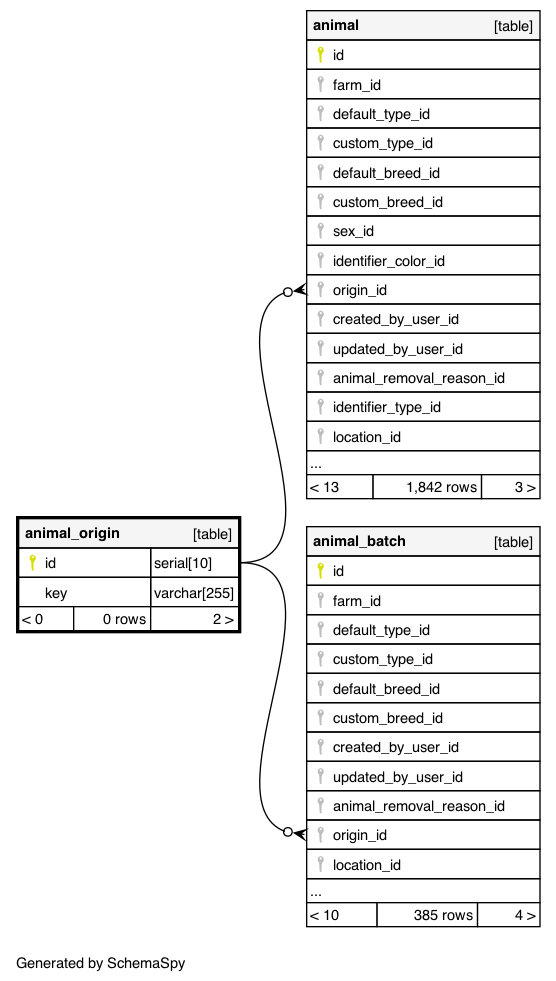 animal [table]
id
farm_id
default_type_id
custom_type_id
default_breed_id
custom_breed_id
sex_id
identifier_color_id
origin_id
created_by_user_id
updated_by_user_id
animal_removal_reason_id
identifier_type_id
location_id
...
< 13 1,842 rows 3 >
animal_origin [table]
id serial[10]
key varchar[255]
< 0 0 rows 2 >
animal_batch [table]
id
farm_id
default_type_id
custom_type_id
default_breed_id
custom_breed_id
created_by_user_id
updated_by_user_id
animal_removal_reason_id
origin_id
location_id
...
< 10 385 rows 4 >
Generated by SchemaSpy